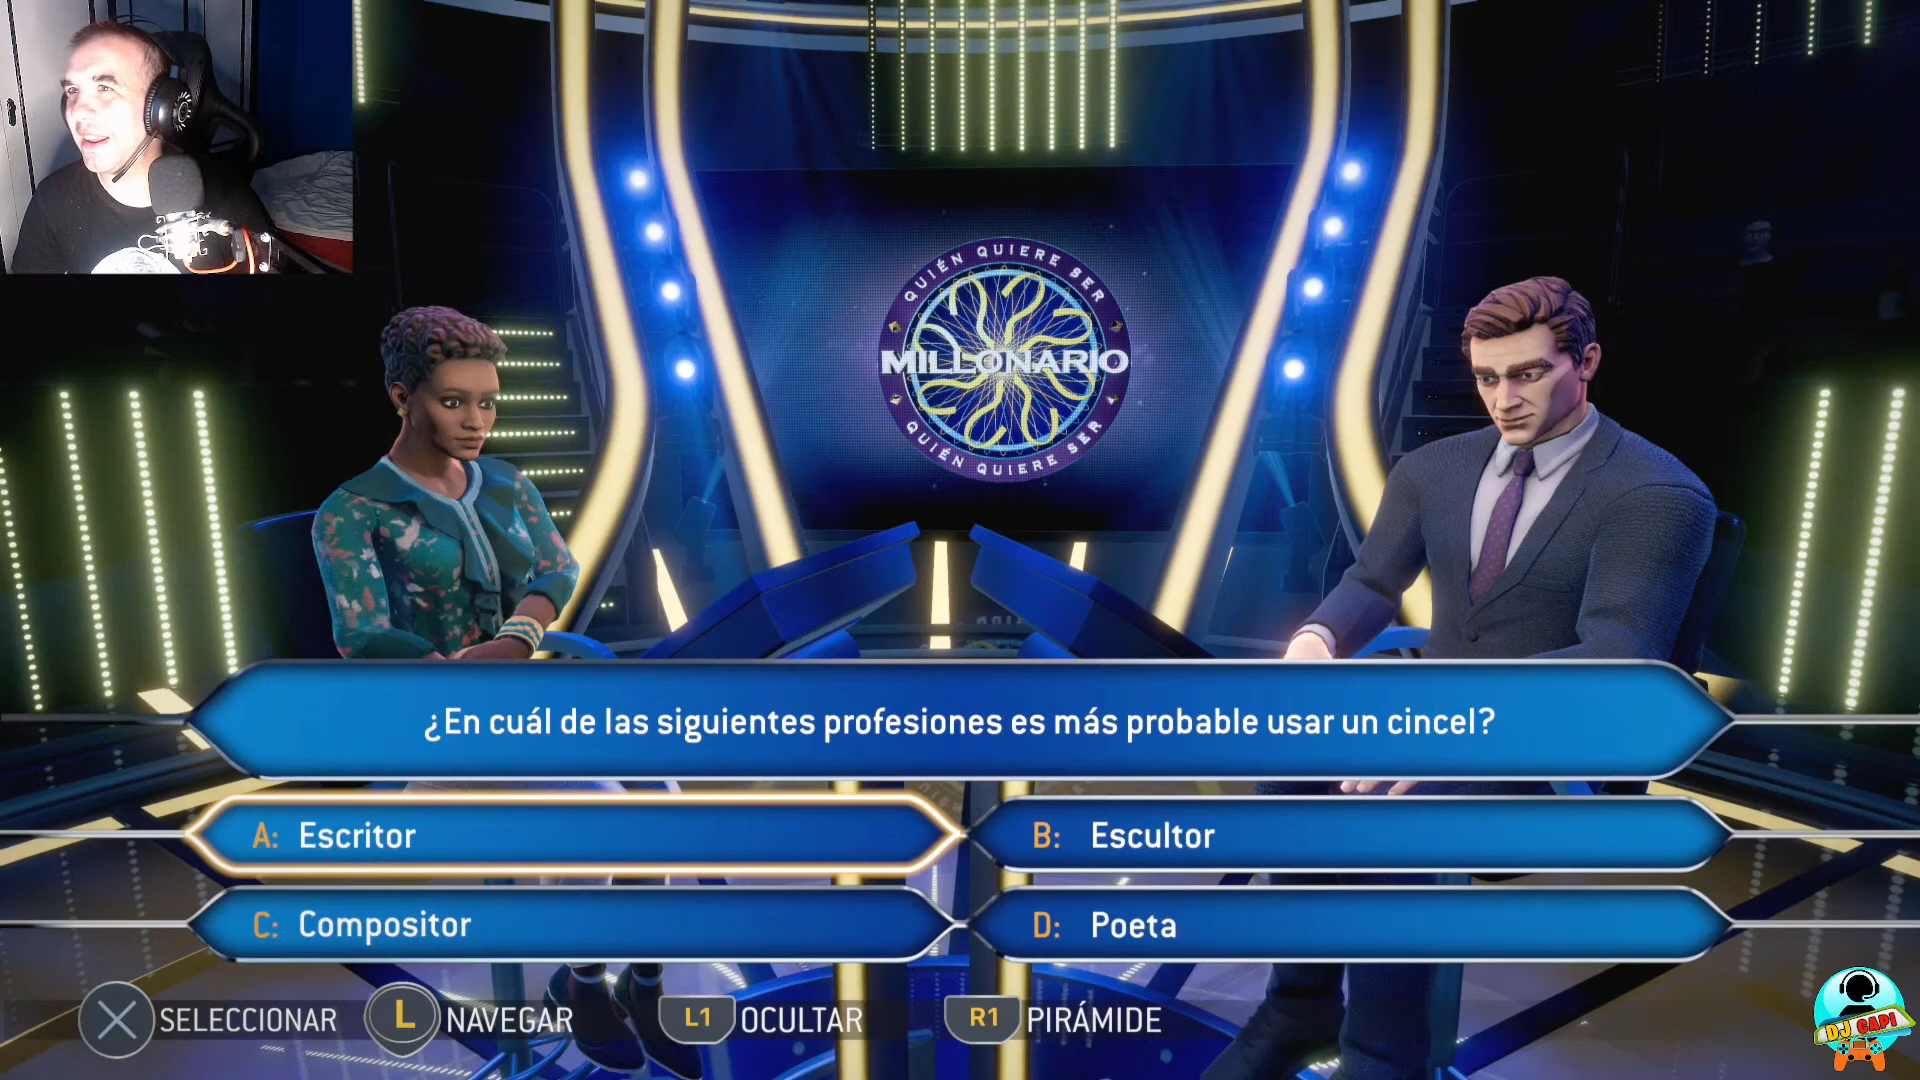 QUIÉN QUIERE SER
MILLONARIO
QUIÉN QUIERE SER
¿En cuál de las siguientes profesiones es más probable usar un cincel?
A: Escritor
B: Escultor
C: Compositor
D: Poeta
SELECCIONAR
L NAVEGAR
L1 OCULTAR
R1 PIRÁMIDE
DJ CAPI